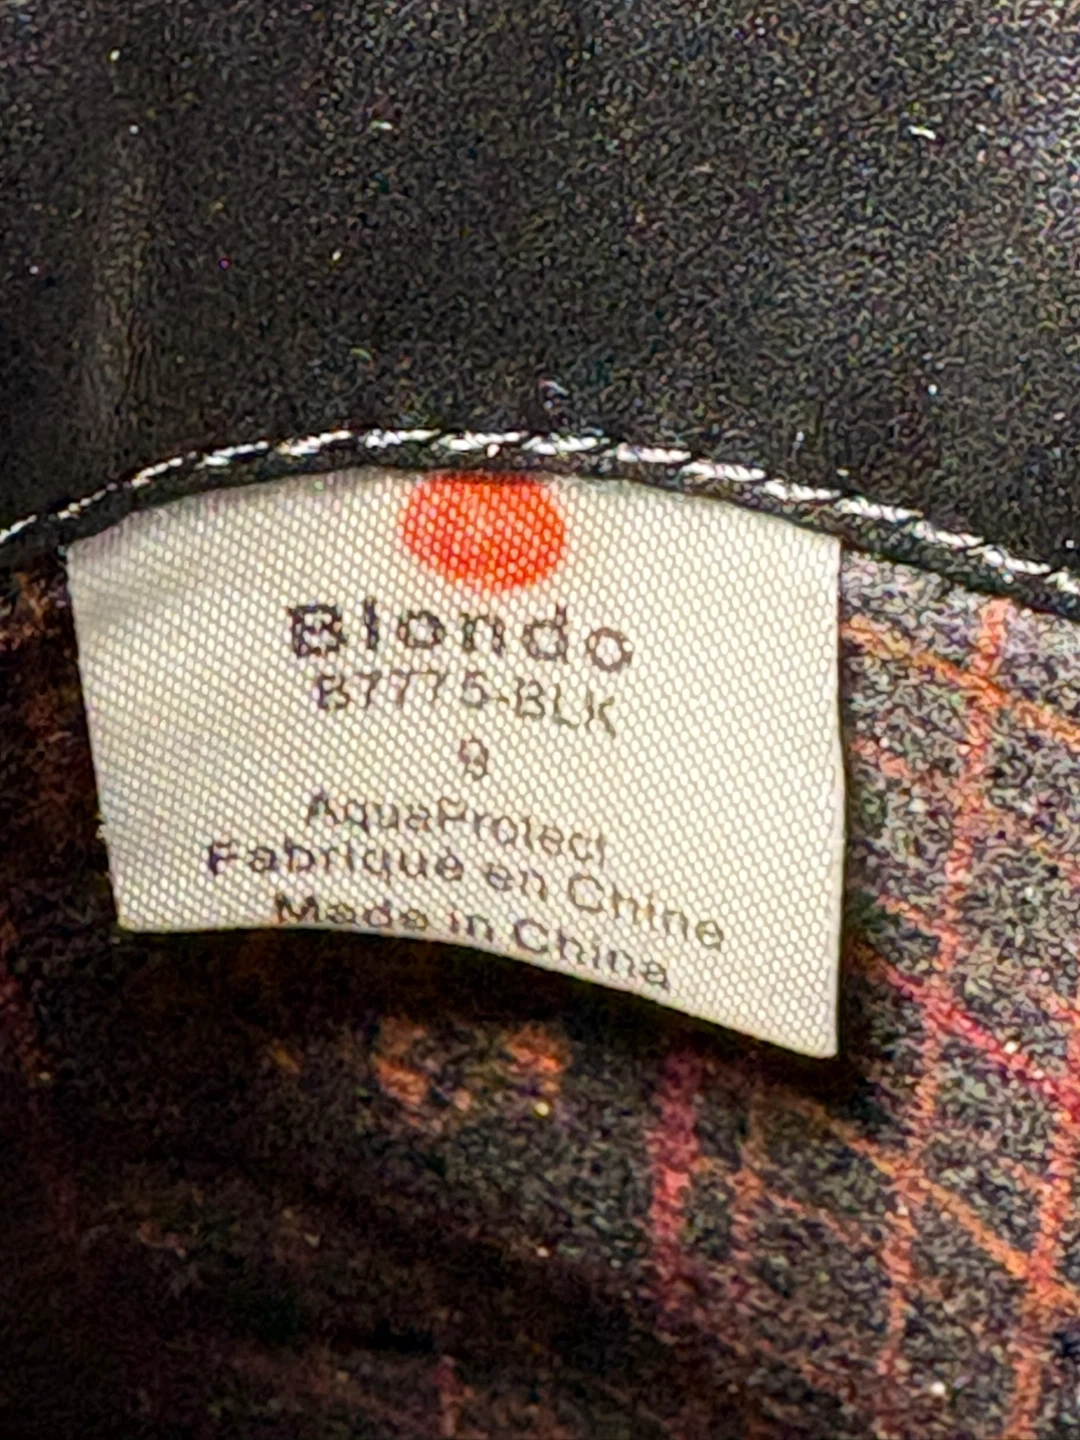 Blondo
B7775-BLK
9
AquaProtect
Fabriqué en Chine
Made in China